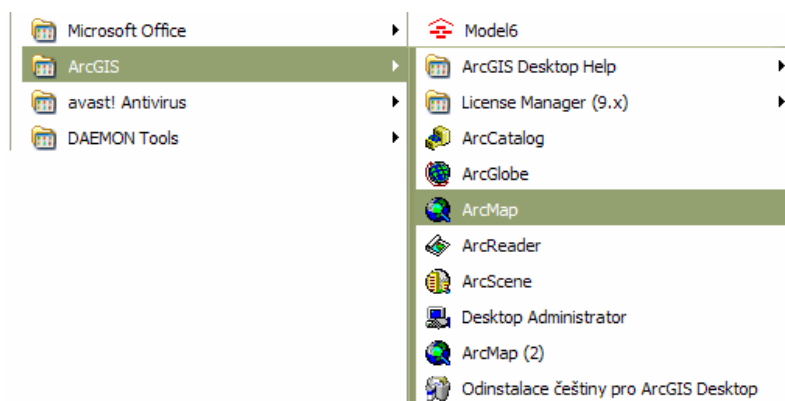 Microsoft Office
ArcGIS
avast! Antivirus
DAEMON Tools
Model6
ArcGIS Desktop Help
License Manager (9.x)
ArcCatalog
ArcGlobe
ArcMap
ArcReader
ArcScene
Desktop Administrator
ArcMap (2)
Odinstalace češtiny pro ArcGIS Desktop